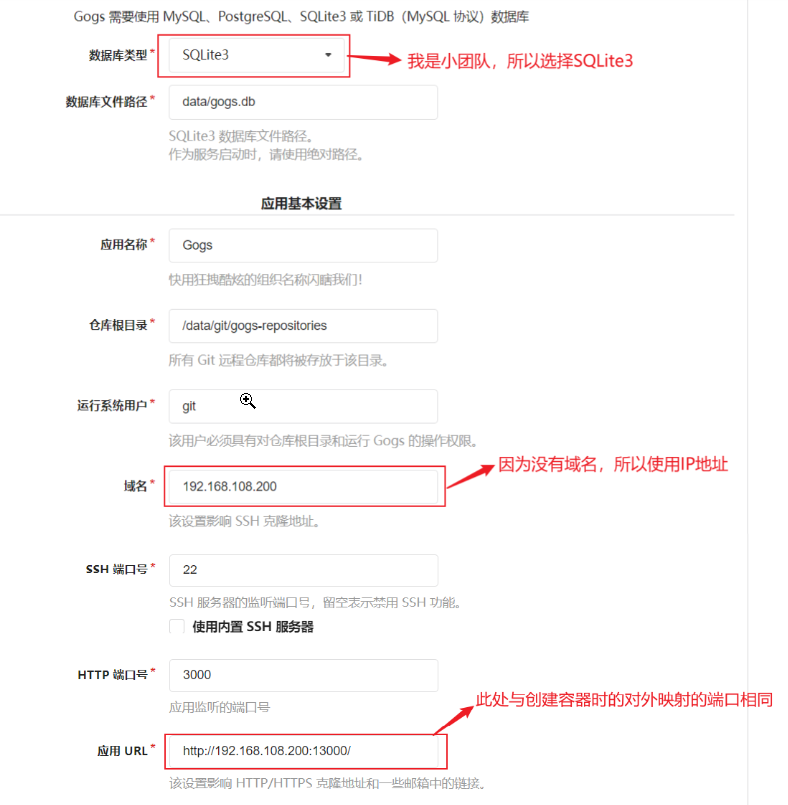 Gogs 需要使用 MySQL、PostgreSQL、SQLite3 或 TiDB（MySQL 协议）数据库
数据库类型* SQLite3 我是小团队，所以选择SQLite3
数据库文件路径* data/gogs.db
SQLite3 数据库文件路径。
作为服务启动时，请使用绝对路径。
应用基本设置
应用名称* Gogs
快用狂拽酷炫的组织名称闪瞎我们！
仓库根目录* /data/git/gogs-repositories
所有 Git 远程仓库都将被存放于该目录。
运行系统用户* git
该用户必须具有对仓库根目录和运行 Gogs 的操作权限。
因为没有域名，所以使用IP地址
域名* 192.168.108.200
该设置影响 SSH 克隆地址。
SSH 端口号* 22
SSH 服务器的监听端口号，留空表示禁用 SSH 功能。
使用内置 SSH 服务器
HTTP 端口号* 3000
此处与创建容器时的对外映射的端口相同
应用监听的端口号
应用 URL* http://192.168.108.200:13000/
该设置影响 HTTP/HTTPS 克隆地址和一些邮箱中的链接。